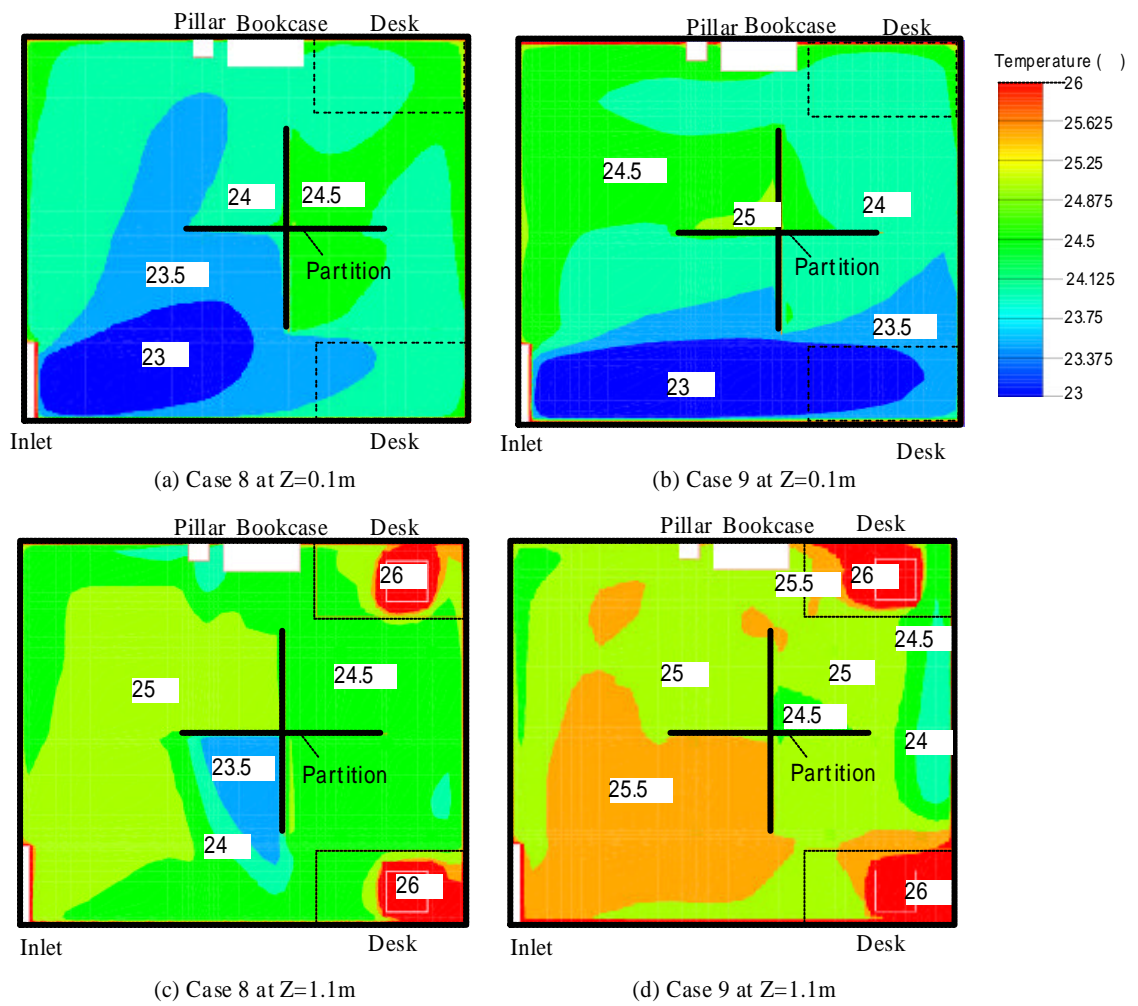 Pillar Bookcase Desk
24 24.5
Partition
23.5
23
Inlet Desk
(a) Case 8 at Z=0.1m
Pillar Bookcase Desk
24.5
25 24
Partition
23.5
23
Inlet
Desk
(b) Case 9 at Z=0.1m
Temperature ( )
26
25.625
25.25
24.875
24.5
24.125
23.75
23.375
23
Pillar Bookcase Desk
26
25 24.5
23.5 Partition
24
26
Inlet Desk
(c) Case 8 at Z=1.1m
Pillar Bookcase Desk
25.5 26
24.5
25 25
24.5
24
Partition
25.5
26
Inlet Desk
(d) Case 9 at Z=1.1m